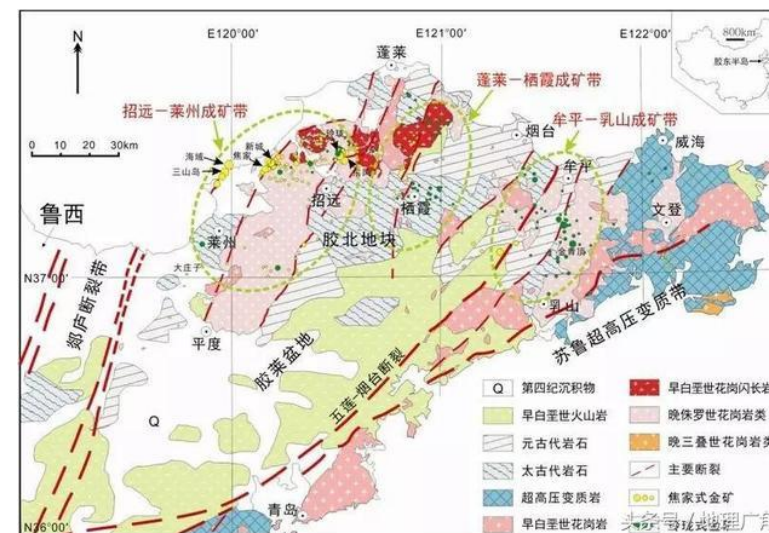 N
E120°00′
E121°00′
E122°00′
800km
胶东半岛
蓬莱
蓬莱—栖霞成矿带
招远—莱州成矿带
牟平—乳山成矿带
0 10 20 30km
烟台
威海
新城
玲珑
海域
焦家
三山岛
牟平
招远
栖霞
文登
鲁西
莱州
胶北地块
金青顶
大庄子
N37°00′
乳山
郯庐断裂带
平度
胶莱盆地
五莲-烟台断裂
苏鲁超高压变质带
Q
青岛
N36°00′
Q 第四纪沉积物
早白垩世火山岩
元古代岩石
太古代岩石
超高压变质岩
早白垩世花岗岩
早白垩世花岗闪长岩
晚侏罗世花岗岩类
晚三叠世花岗岩类
主要断裂
焦家式金矿
头条号/地理广角